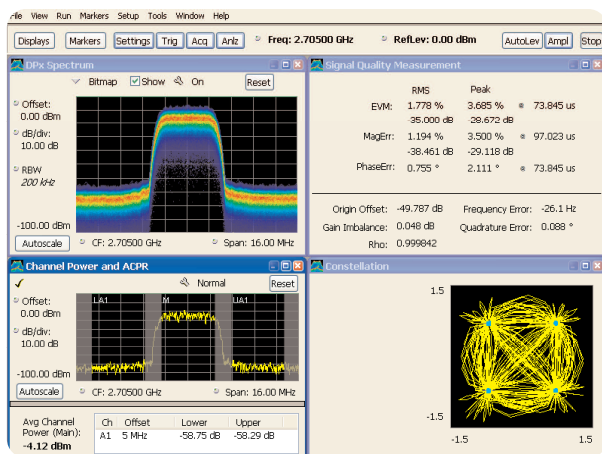 File View Run Markers Setup Tools Window Help
Displays Markers Settings Trig Acq Anlz Freq: 2.70500 GHz RefLev: 0.00 dBm AutoLev Ampl Stop
DPx Spectrum
Bitmap Show On Reset
Offset:
0.00 dBm
dB/div:
10.00 dB
RBW
200 kHz
-100.00 dBm
Autoscale CF: 2.70500 GHz Span: 16.00 MHz
Signal Quality Measurement
RMS Peak
EVM: 1.778 % 3.685 % @ 73.845 us
-35.000 dB -28.672 dB
MagErr: 1.194 % 3.500 % @ 97.023 us
-38.461 dB -29.118 dB
PhaseErr: 0.755 ° 2.111 ° @ 73.845 us
Origin Offset: -49.787 dB Frequency Error: -26.1 Hz
Gain Imbalance: 0.048 dB Quadrature Error: 0.088 °
Rho: 0.999842
Channel Power and ACPR
Normal Reset
Offset:
0.00 dBm
dB/div:
10.00 dB
-100.00 dBm
LA1 M UA1
Autoscale CF: 2.70500 GHz Span: 16.00 MHz
Avg Channel
Power (Main):
-4.12 dBm
Ch Offset Lower Upper
A1 5 MHz -58.75 dB -58.29 dB
Constellation
1.5
-1.5
-1.5 1.5